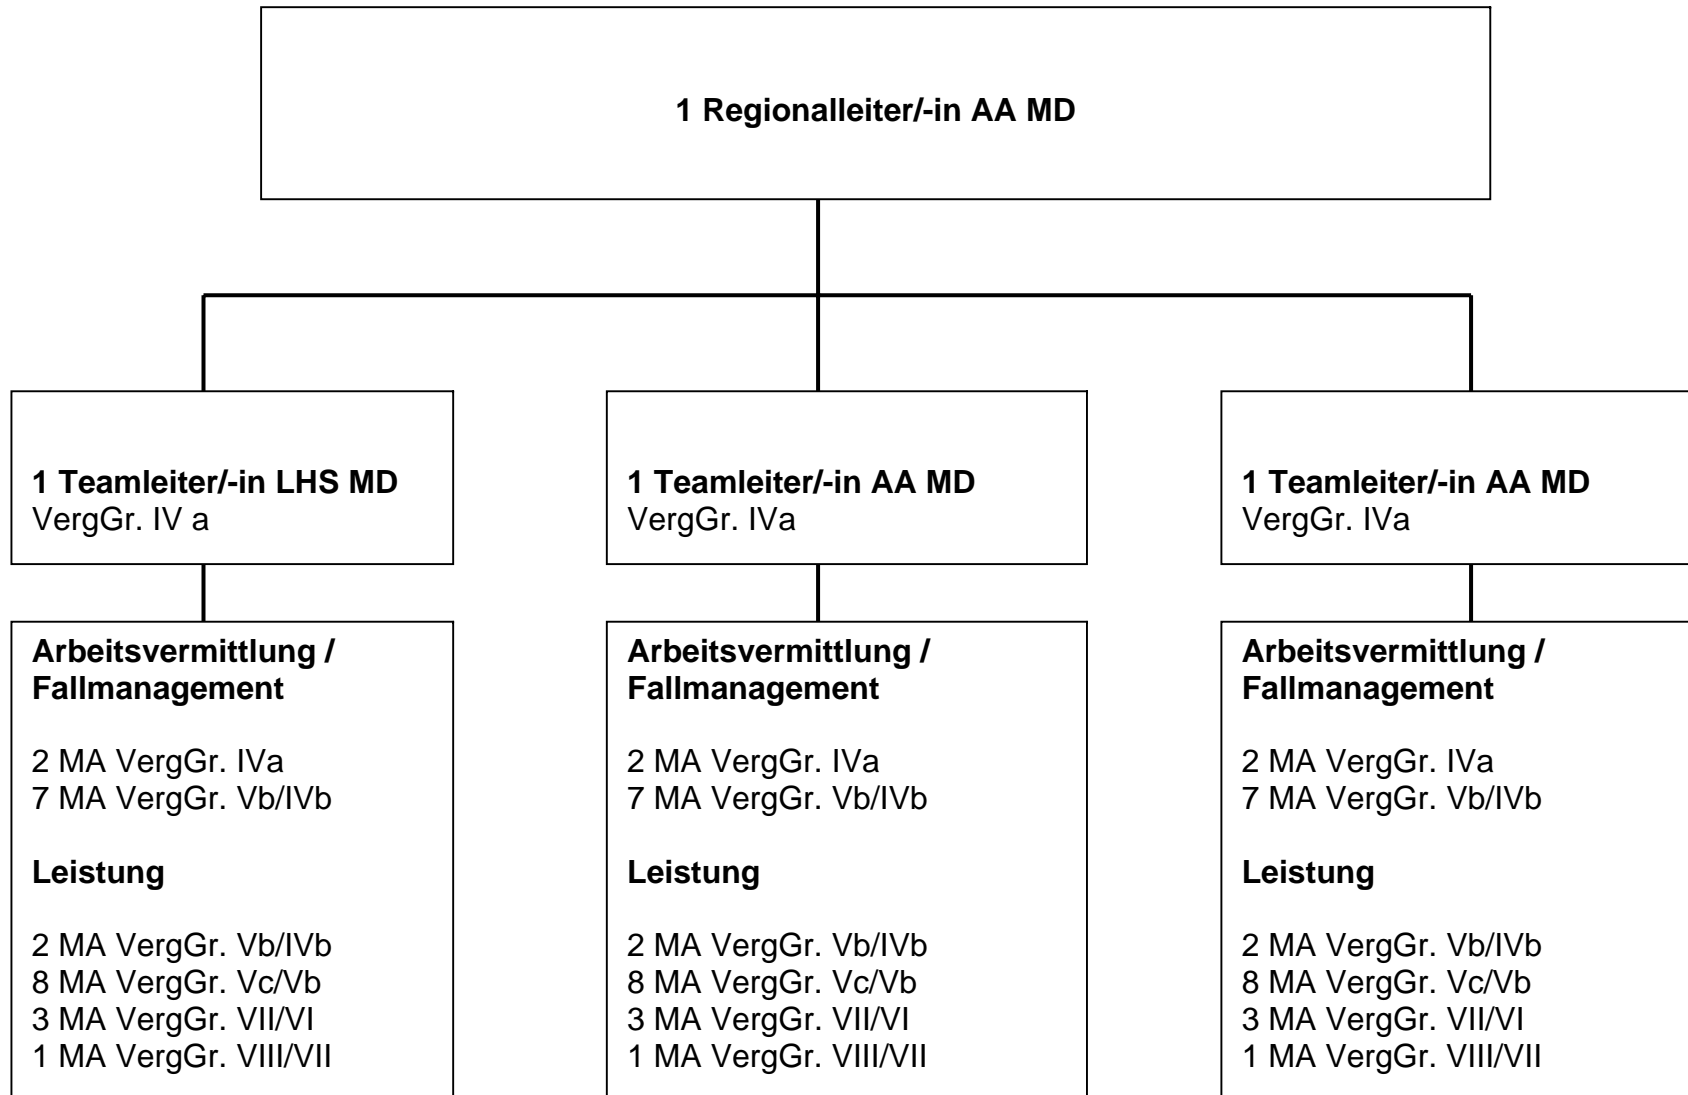 1 Regionalleiter/-in AA MD
1 Teamleiter/-in LHS MD
VergGr. IV a
1 Teamleiter/-in AA MD
VergGr. IVa
1 Teamleiter/-in AA MD
VergGr. IVa
Arbeitsvermittlung /
Fallmanagement
2 MA VergGr. IVa
7 MA VergGr. Vb/IVb
Leistung
2 MA VergGr. Vb/IVb
8 MA VergGr. Vc/Vb
3 MA VergGr. VII/VI
1 MA VergGr. VIII/VII
Arbeitsvermittlung /
Fallmanagement
2 MA VergGr. IVa
7 MA VergGr. Vb/IVb
Leistung
2 MA VergGr. Vb/IVb
8 MA VergGr. Vc/Vb
3 MA VergGr. VII/VI
1 MA VergGr. VIII/VII
Arbeitsvermittlung /
Fallmanagement
2 MA VergGr. IVa
7 MA VergGr. Vb/IVb
Leistung
2 MA VergGr. Vb/IVb
8 MA VergGr. Vc/Vb
3 MA VergGr. VII/VI
1 MA VergGr. VIII/VII